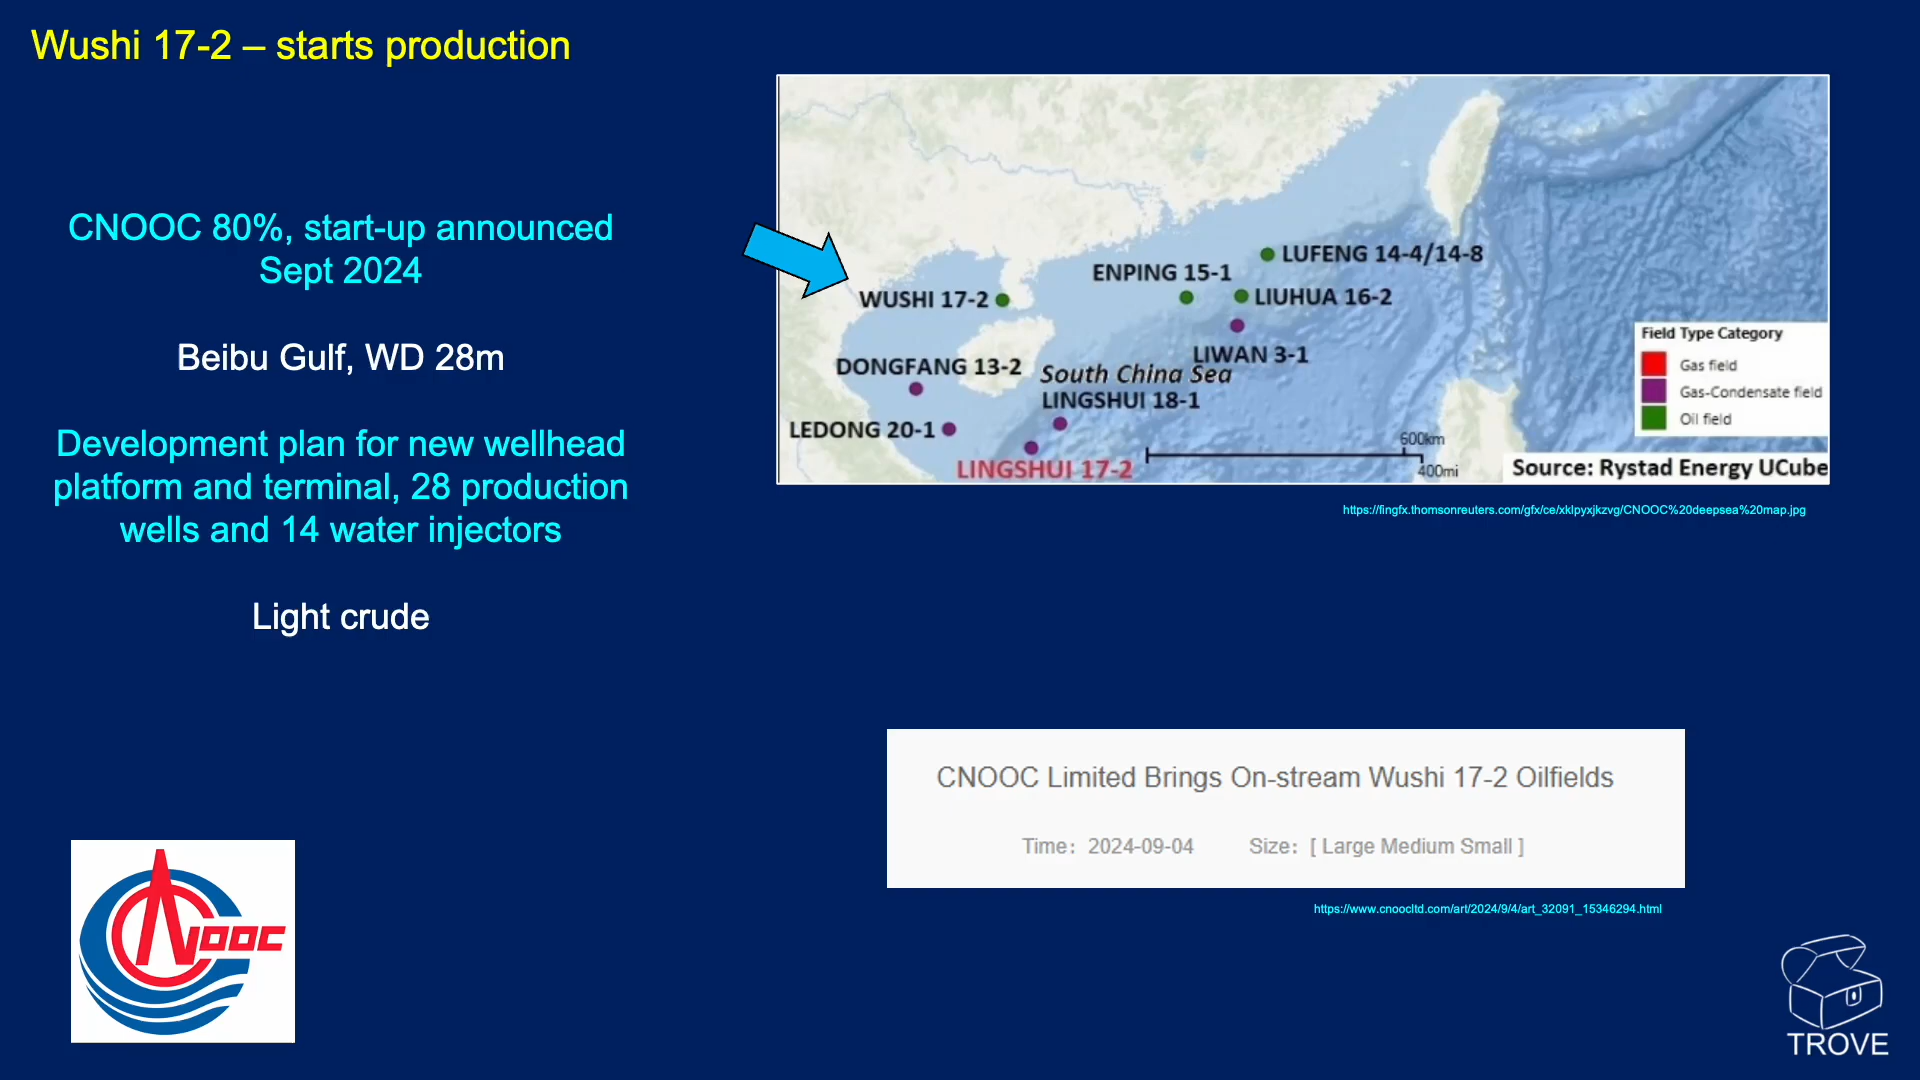 Wushi 17-2 – starts production
CNOOC 80%, start-up announced
Sept 2024
Beibu Gulf, WD 28m
Development plan for new wellhead
platform and terminal, 28 production
wells and 14 water injectors
Light crude
LUFENG 14-4/14-8
ENPING 15-1
WUSHI 17-2
LIUHUA 16-2
LIWAN 3-1
DONGFANG 13-2
South China Sea
LINGSHUI 18-1
LEDONG 20-1
LINGSHUI 17-2
600km
400mi
Field Type Category
Gas field
Gas-Condensate field
Oil field
Source: Rystad Energy UCube
https://fingfx.thomsonreuters.com/gfx/ce/xklpyxjkzvg/CNOOC%20deepsea%20map.jpg
CNOOC Limited Brings On-stream Wushi 17-2 Oilfields
Time: 2024-09-04 Size: [ Large Medium Small ]
https://www.cnoocltd.com/art/2024/9/4/art_32091_15346294.html
CNOOC
TROVE